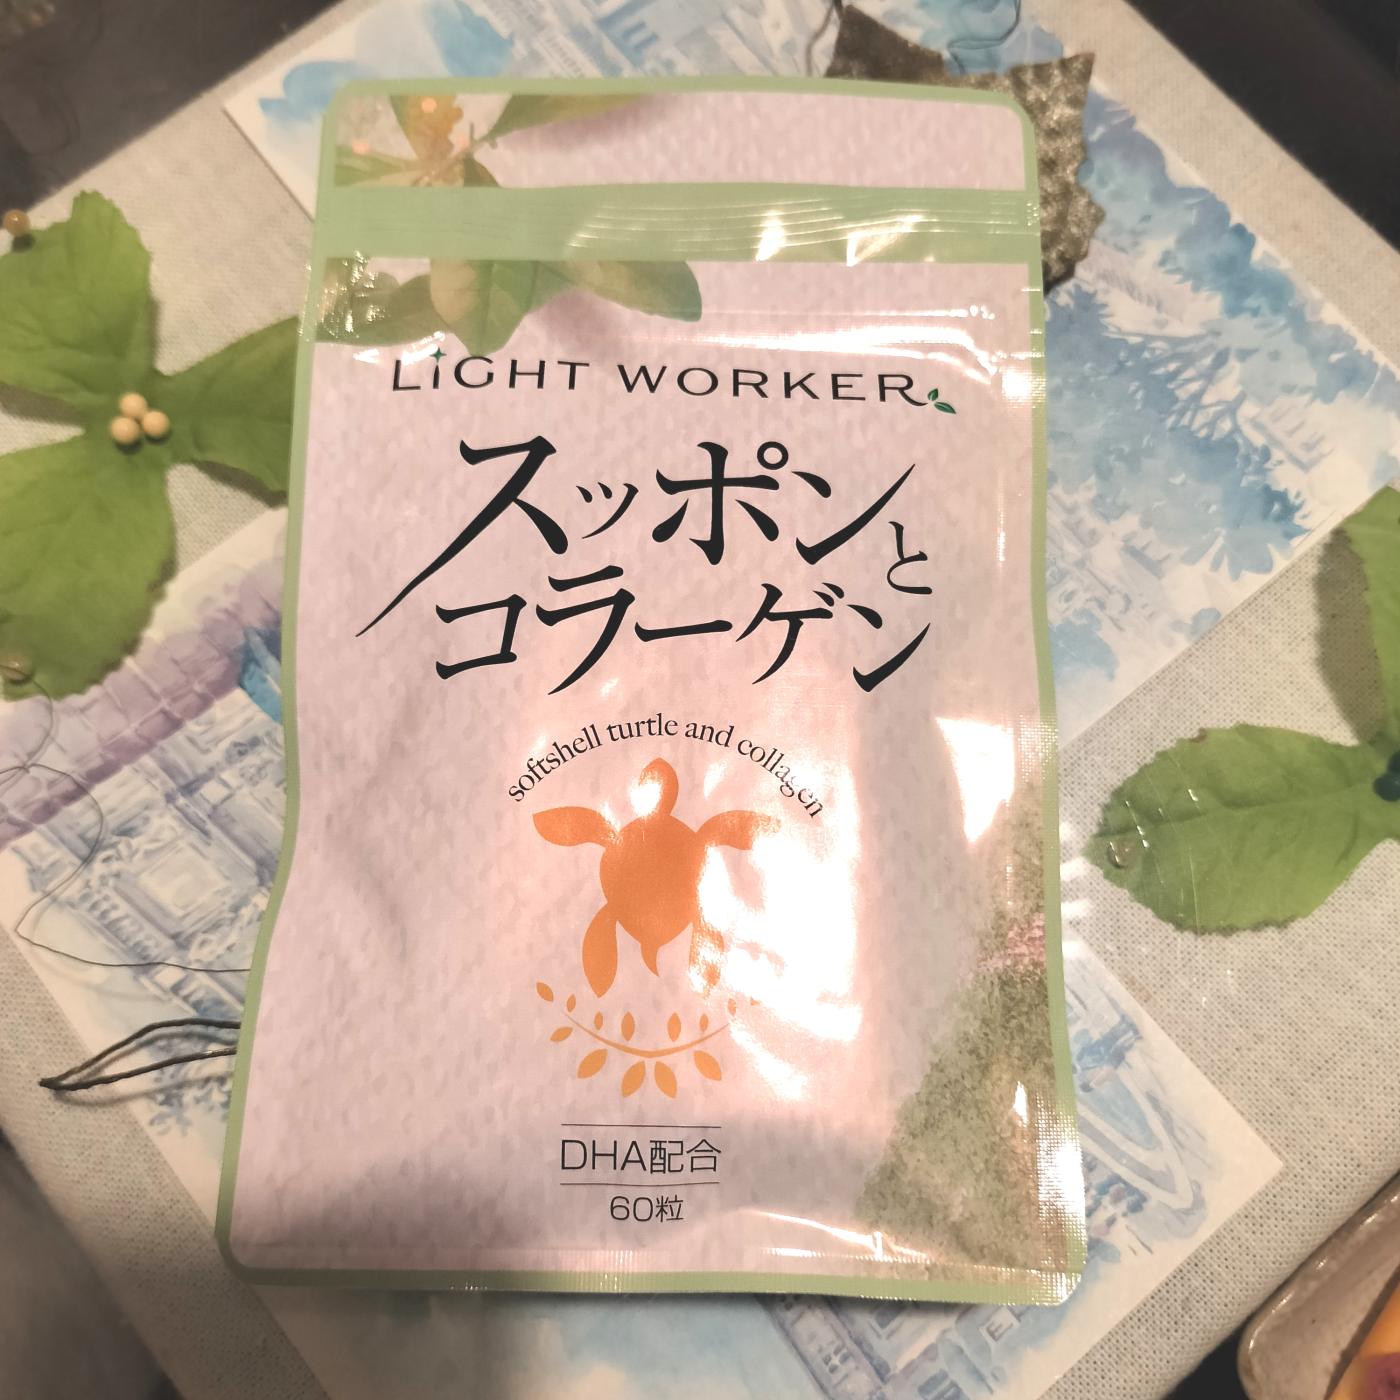 LiGHT WORKER
スッポンと
コラーゲン
softshell turtle and collagen
DHA配合
60粒